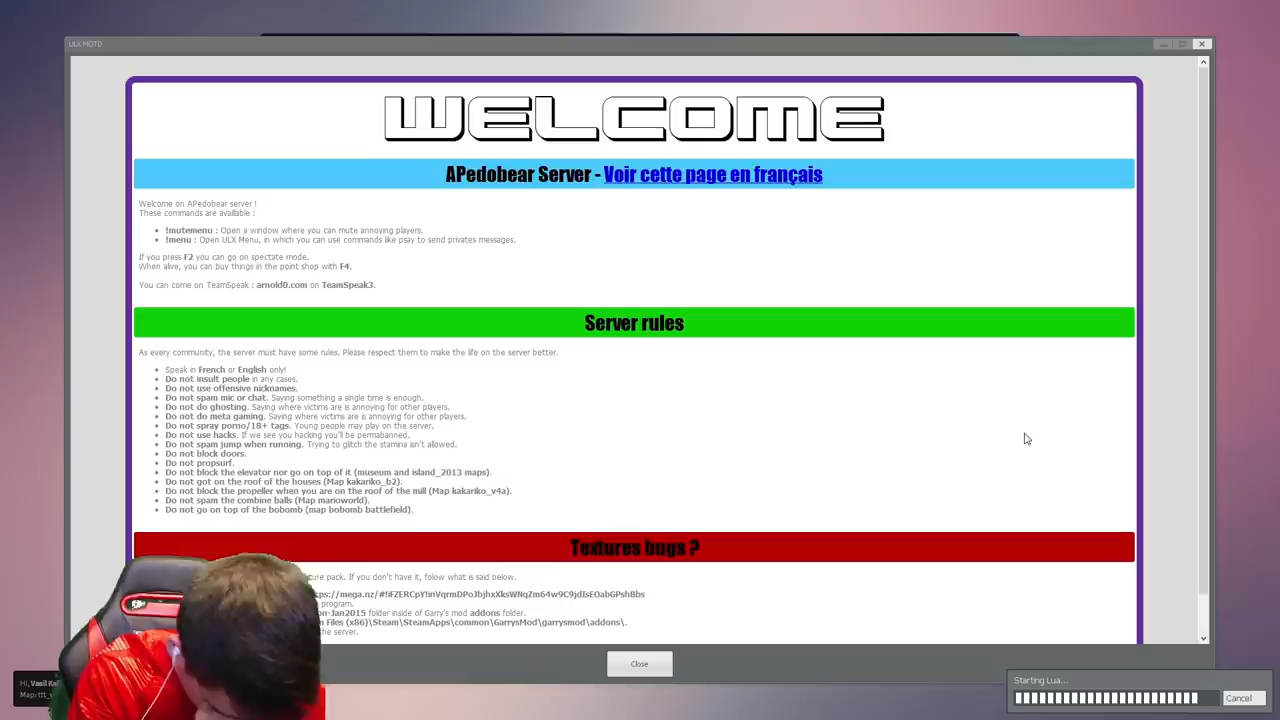 ULX MOTD
WELCOME
APedobear Server - Voir cette page en français
Welcome on APedobear server !
These commands are available :
!mutemenu : Open a window where you can mute annoying players.
!menu : Open ULX Menu, in which you can use commands like psay to send privates messages.
If you press F2 you can go on spectate mode.
When alive, you can buy things in the point shop with F4.
You can come on TeamSpeak : arnold0.com on TeamSpeak3.
Server rules
As every community, the server must have some rules. Please respect them to make the life on the server better.
Speak in French or English only!
Do not insult people in any cases.
Do not use offensive nicknames.
Do not spam mic or chat. Saying something a single time is enough.
Do not do ghosting. Saying where victims are is annoying for other players.
Do not do meta gaming. Saying where victims are is annoying for other players.
Do not spray porno/18+ tags. Young people may play on the server.
Do not use hacks. If we see you hacking you'll be permabanned.
Do not spam jump when running. Trying to glitch the stamina isn't allowed.
Do not block doors.
Do not propsurf.
Do not block the elevator nor go on top of it (museum and island_2013 maps).
Do not got on the roof of the houses (Map kakariko_b2).
Do not block the propeller when you are on the roof of the mill (Map kakariko_v4a).
Do not spam the combine balls (Map marioworld).
Do not go on top of the bobomb (map bobomb battlefield).
Textures bugs ?
pack. If you don't have it, folow what is said below.
program.
folder inside of Garry's mod addons folder.
Files (x86)\Steam\SteamApps\common\GarrysMod\garrysmod\addons\.
the server.
Close
Hi, Vasil
Map: 
Starting Lua...
Cancel